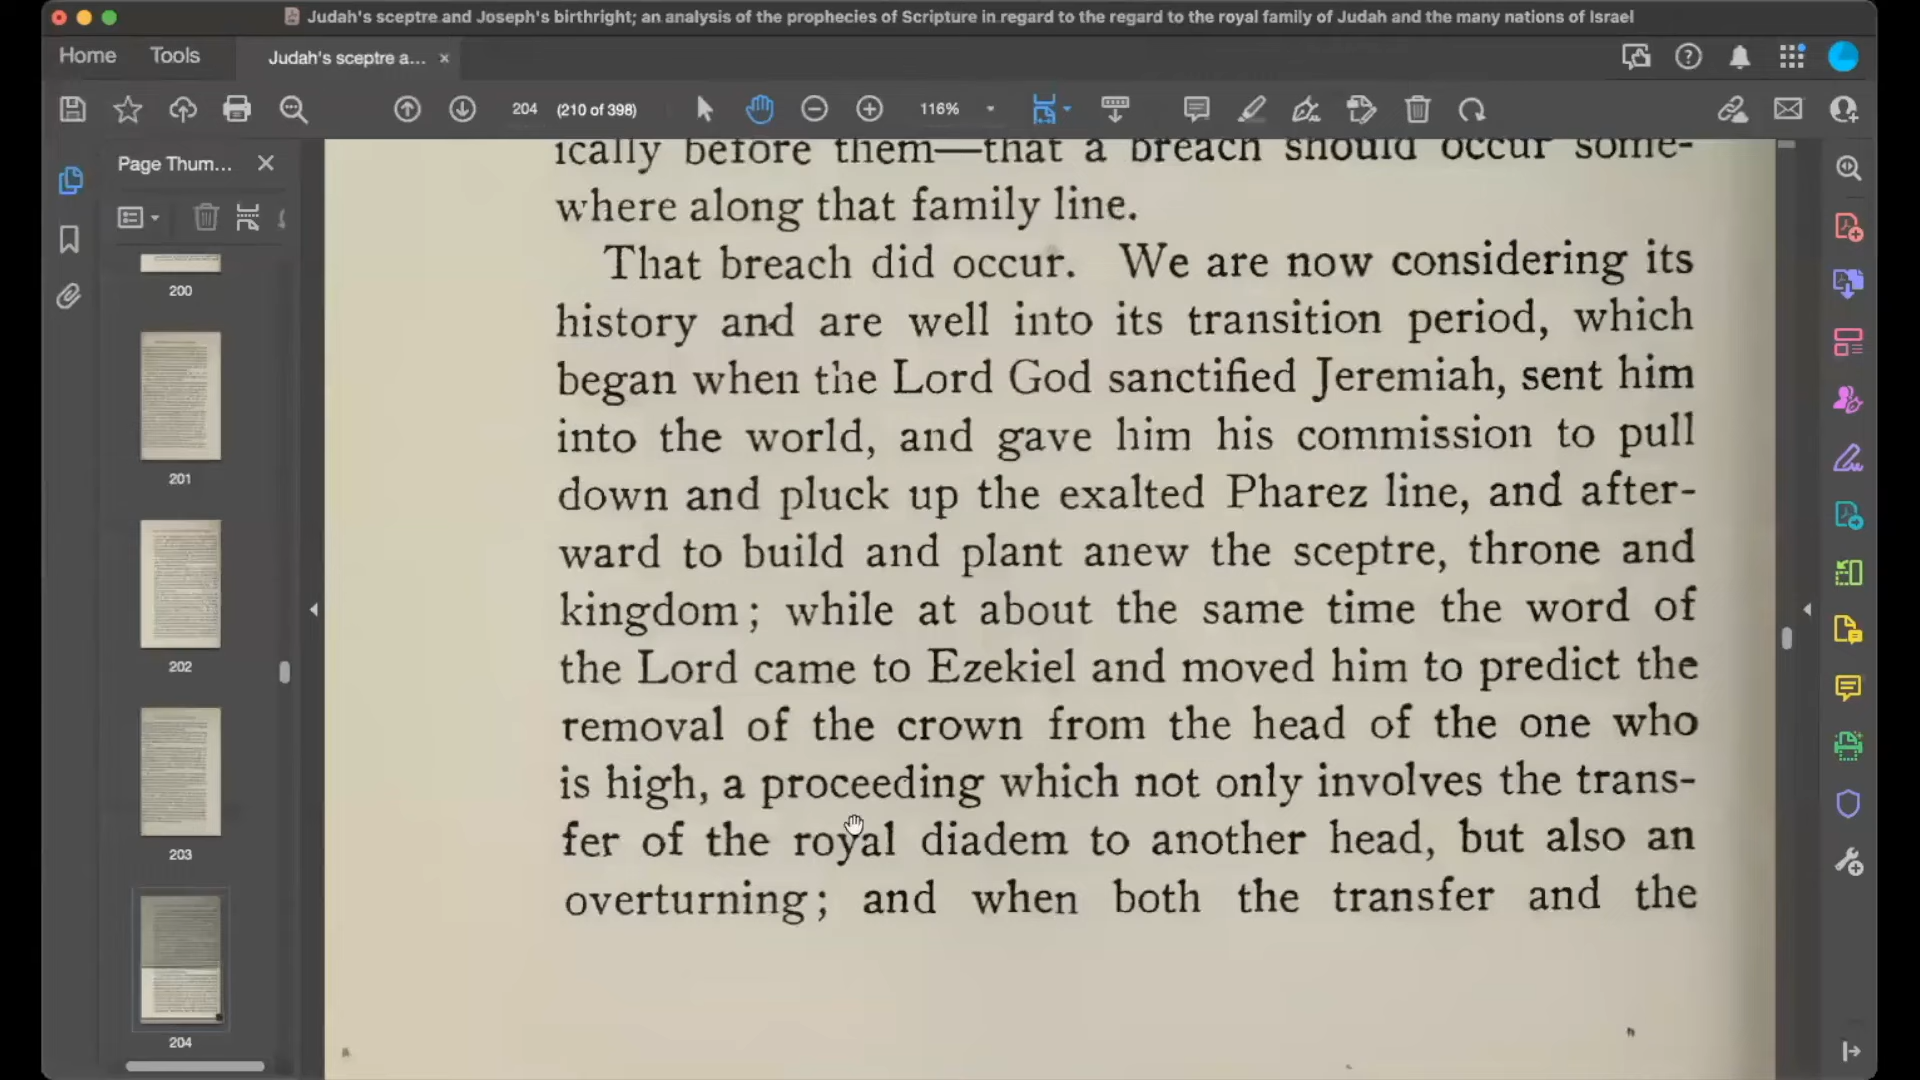 Judah's sceptre and Joseph's birthright; an analysis of the prophecies of Scripture in regard to the regard to the royal family of Judah and the many nations of Israel
Home
Tools
Judah's sceptre a...
204
(210 of 398)
116%
Page Thum...
200
201
202
203
204
ically before them—that a breach should occur some-
where along that family line.
That breach did occur. We are now considering its
history and are well into its transition period, which
began when the Lord God sanctified Jeremiah, sent him
into the world, and gave him his commission to pull
down and pluck up the exalted Pharez line, and after-
ward to build and plant anew the sceptre, throne and
kingdom; while at about the same time the word of
the Lord came to Ezekiel and moved him to predict the
removal of the crown from the head of the one who
is high, a proceeding which not only involves the trans-
fer of the royal diadem to another head, but also an
overturning; and when both the transfer and the